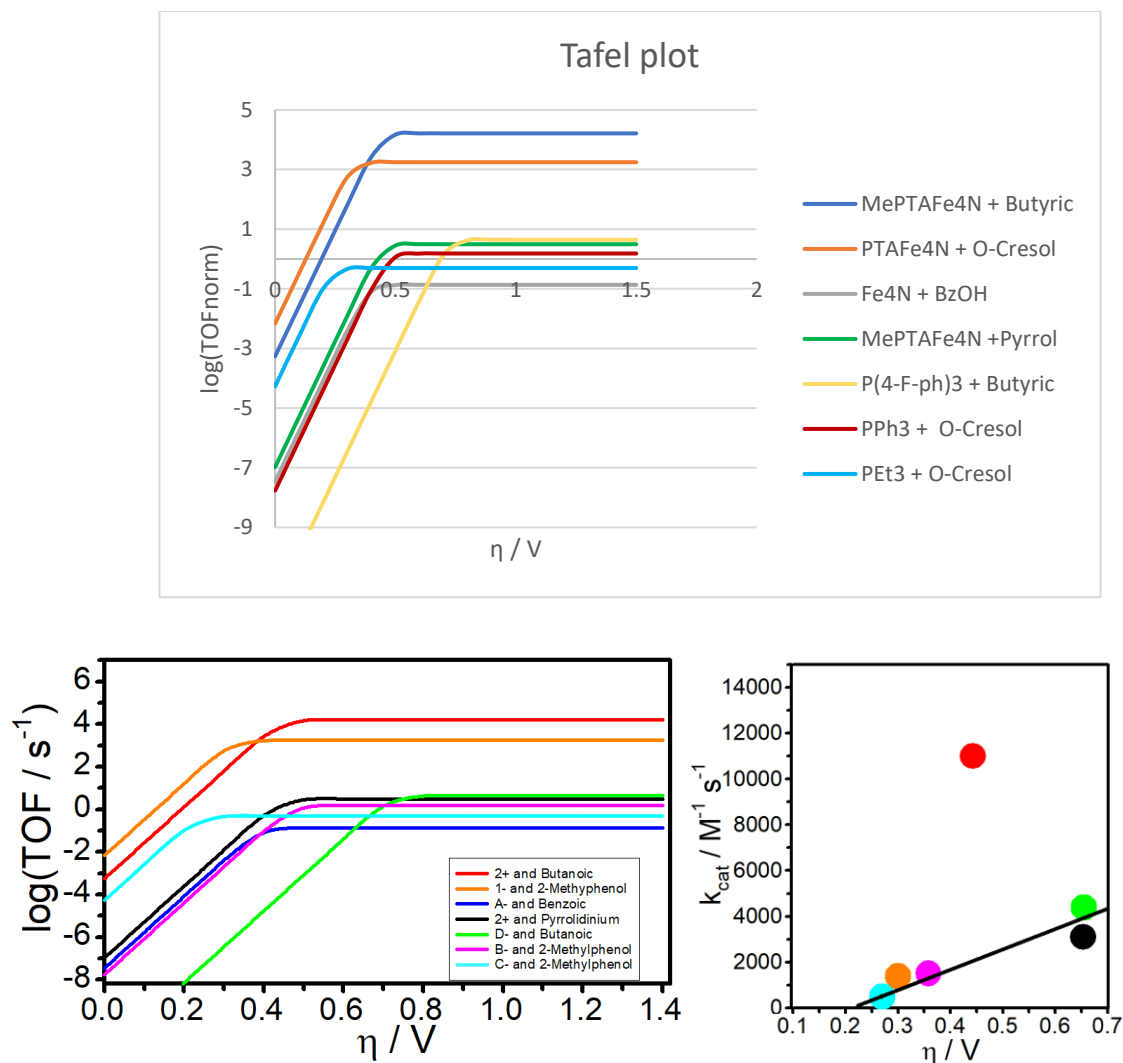 Tafel plot
5
3
1
-1
-3
-5
-7
-9
log(TOFnorm)
0
0.5
1
1.5
2
η / V
MePTAFe4N + Butyric
PTAFe4N + O-Cresol
Fe4N + BzOH
MePTAFe4N +Pyrrol
P(4-F-ph)3 + Butyric
PPh3 + O-Cresol
PEt3 + O-Cresol
6
4
2
0
-2
-4
-6
-8
log(TOF / s⁻¹)
0.0 0.2 0.4 0.6 0.8 1.0 1.2 1.4
η / V
2+ and Butanoic
1- and 2-Methyphenol
A- and Benzoic
2+ and Pyrrolidinium
D- and Butanoic
B- and 2-Methylphenol
C- and 2-Methylphenol
14000
12000
10000
8000
6000
4000
2000
0
k_cat / M⁻¹ s⁻¹
0.1 0.2 0.3 0.4 0.5 0.6 0.7
η / V